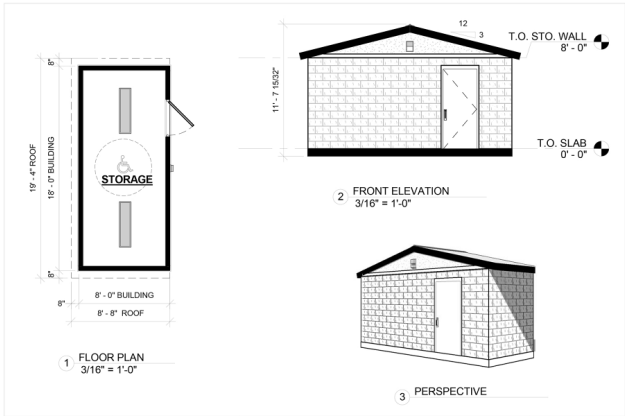 12
3
T.O. STO. WALL
8' - 0"
11' - 7 15/32"
T.O. SLAB
0' - 0"
2 FRONT ELEVATION
3/16" = 1'-0"
8"
19' - 4" ROOF
18' - 0" BUILDING
STORAGE
8"
8"
8' - 0" BUILDING
8' - 8" ROOF
1 FLOOR PLAN
3/16" = 1'-0"
3 PERSPECTIVE